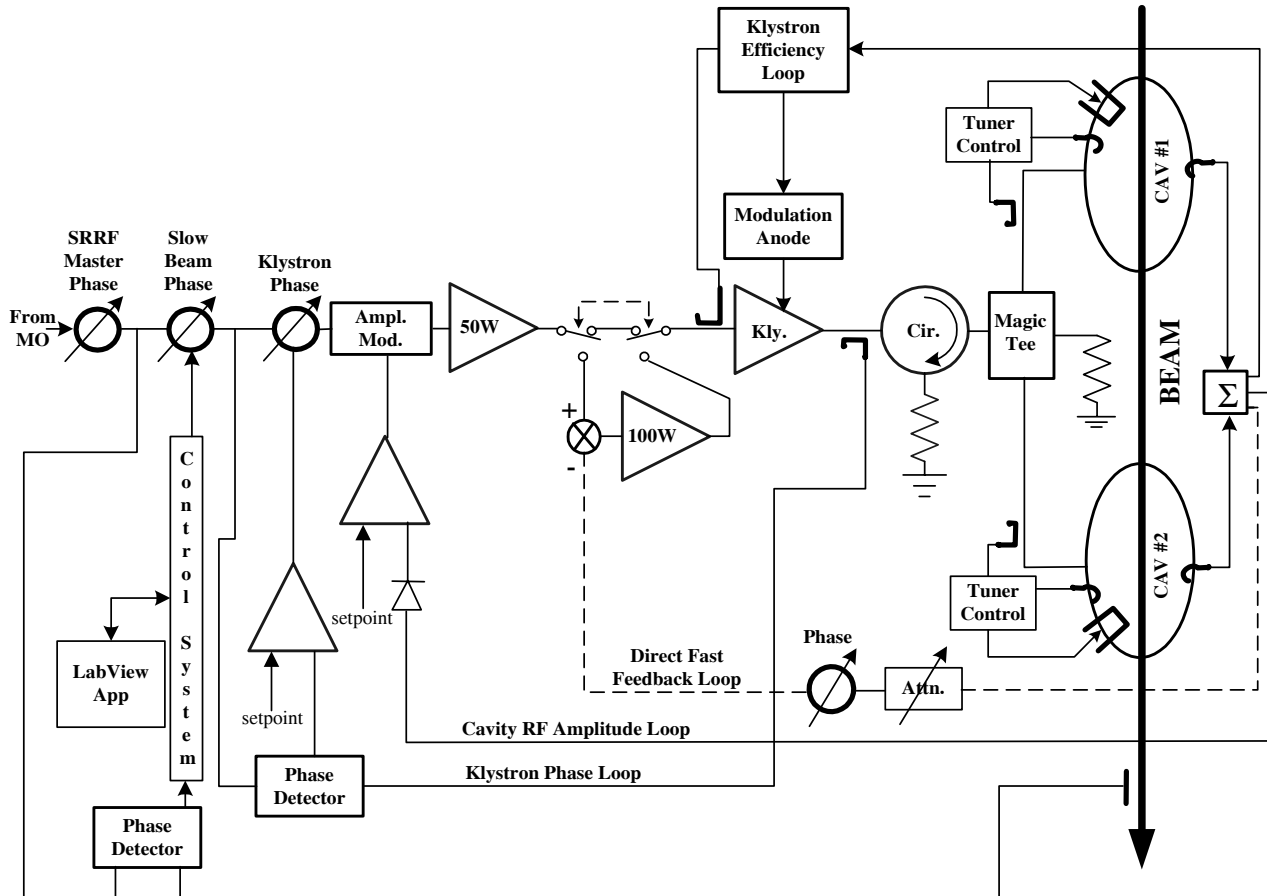 Klystron
Efficiency
Loop
Tuner
Control
CAV #1
Modulation
Anode
SRRF
Master
Phase
Slow
Beam
Phase
Klystron
Phase
From
MO
Ampl.
Mod.
50W
Kly.
Cir.
Magic
Tee
BEAM
Σ
+
-
100W
Control System
CAV #2
Tuner
Control
setpoint
setpoint
LabView
App
Direct Fast
Feedback Loop
Phase
Attn.
Cavity RF Amplitude Loop
Klystron Phase Loop
Phase
Detector
Phase
Detector